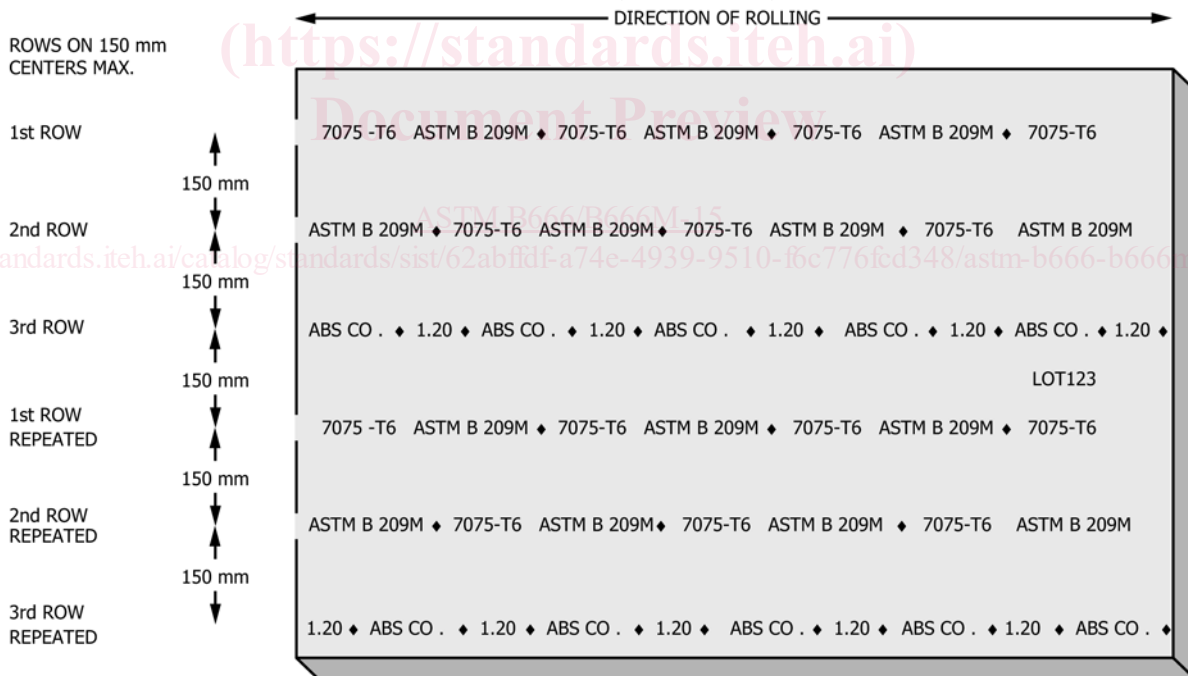 DIRECTION OF ROLLING
(https://standards.iteh.ai)
ROWS ON 150 mm
CENTERS MAX.
Document Preview
1st ROW
7075 -T6 ASTM B 209M ♦ 7075-T6 ASTM B 209M ♦ 7075-T6 ASTM B 209M ♦ 7075-T6
150 mm
ASTM B666/B666M-15
2nd ROW
ASTM B 209M ♦ 7075-T6 ASTM B 209M ♦ 7075-T6 ASTM B 209M ♦ 7075-T6 ASTM B 209M
andards.iteh.ai/catalog/standards/sist/62abffdf-a74e-4939-9510-f6c776fcd348/astm-b666-b666m
150 mm
3rd ROW
ABS CO . ♦ 1.20 ♦ ABS CO . ♦ 1.20 ♦ ABS CO . ♦ 1.20 ♦ ABS CO . ♦ 1.20 ♦ ABS CO . ♦ 1.20 ♦
150 mm
LOT123
1st ROW
REPEATED
7075 -T6 ASTM B 209M ♦ 7075-T6 ASTM B 209M ♦ 7075-T6 ASTM B 209M ♦ 7075-T6
150 mm
2nd ROW
REPEATED
ASTM B 209M ♦ 7075-T6 ASTM B 209M ♦ 7075-T6 ASTM B 209M ♦ 7075-T6 ASTM B 209M
150 mm
3rd ROW
REPEATED
1.20 ♦ ABS CO . ♦ 1.20 ♦ ABS CO . ♦ 1.20 ♦ ABS CO . ♦ 1.20 ♦ ABS CO . ♦ 1.20 ♦ ABS CO . ♦